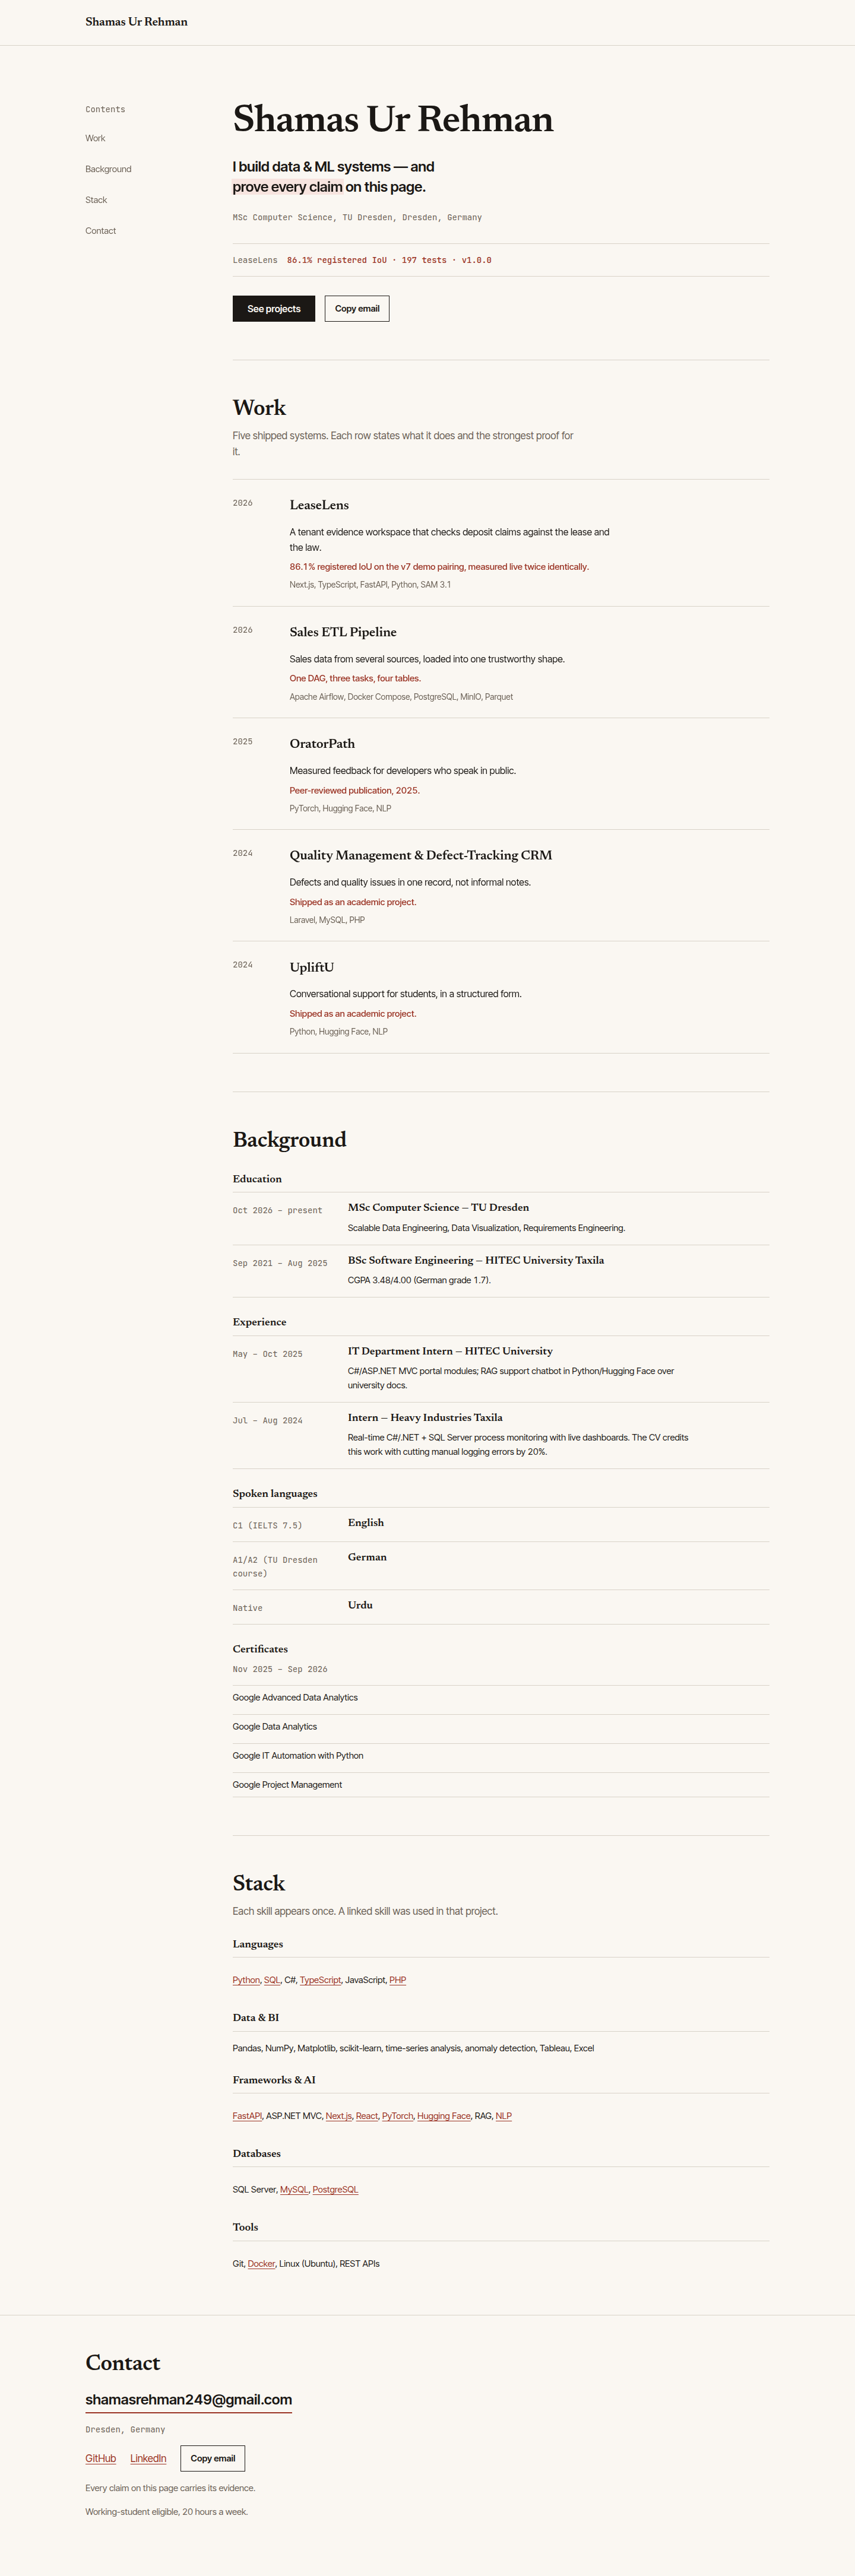 Shamas Ur Rehman
Contents
Work
Background
Stack
Contact
Shamas Ur Rehman
I build data & ML systems — and
prove every claim on this page.
MSc Computer Science, TU Dresden, Dresden, Germany
LeaseLens 86.1% registered IoU · 197 tests · v1.0.0
See projects Copy email
Work
Five shipped systems. Each row states what it does and the strongest proof for
it.
2026 LeaseLens
A tenant evidence workspace that checks deposit claims against the lease and
the law.
86.1% registered IoU on the v7 demo pairing, measured live twice identically.
Next.js, TypeScript, FastAPI, Python, SAM 3.1
2026 Sales ETL Pipeline
Sales data from several sources, loaded into one trustworthy shape.
One DAG, three tasks, four tables.
Apache Airflow, Docker Compose, PostgreSQL, MinIO, Parquet
2025 OratorPath
Measured feedback for developers who speak in public.
Peer-reviewed publication, 2025.
PyTorch, Hugging Face, NLP
2024 Quality Management & Defect-Tracking CRM
Defects and quality issues in one record, not informal notes.
Shipped as an academic project.
Laravel, MySQL, PHP
2024 UpliftU
Conversational support for students, in a structured form.
Shipped as an academic project.
Python, Hugging Face, NLP
Background
Education
Oct 2026 – present MSc Computer Science — TU Dresden
Scalable Data Engineering, Data Visualization, Requirements Engineering.
Sep 2021 – Aug 2025 BSc Software Engineering — HITEC University Taxila
CGPA 3.48/4.00 (German grade 1.7).
Experience
May – Oct 2025 IT Department Intern — HITEC University
C#/ASP.NET MVC portal modules; RAG support chatbot in Python/Hugging Face over
university docs.
Jul – Aug 2024 Intern — Heavy Industries Taxila
Real-time C#/.NET + SQL Server process monitoring with live dashboards. The CV credits
this work with cutting manual logging errors by 20%.
Spoken languages
C1 (IELTS 7.5) English
A1/A2 (TU Dresden German
course)
Native Urdu
Certificates
Nov 2025 – Sep 2026
Google Advanced Data Analytics
Google Data Analytics
Google IT Automation with Python
Google Project Management
Stack
Each skill appears once. A linked skill was used in that project.
Languages
Python, SQL, C#, TypeScript, JavaScript, PHP
Data & BI
Pandas, NumPy, Matplotlib, scikit-learn, time-series analysis, anomaly detection, Tableau, Excel
Frameworks & AI
FastAPI, ASP.NET MVC, Next.js, React, PyTorch, Hugging Face, RAG, NLP
Databases
SQL Server, MySQL, PostgreSQL
Tools
Git, Docker, Linux (Ubuntu), REST APIs
Contact
shamasrehman249@gmail.com
Dresden, Germany
GitHub LinkedIn Copy email
Every claim on this page carries its evidence.
Working-student eligible, 20 hours a week.